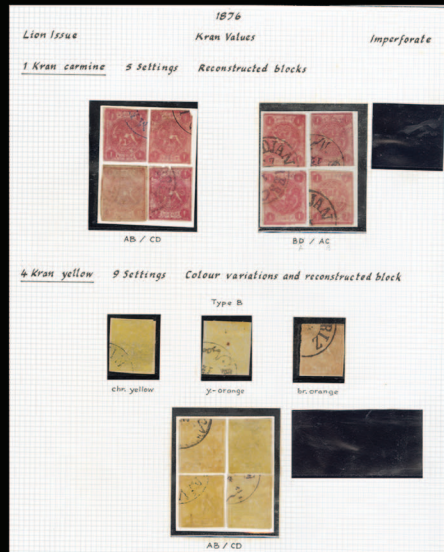 1876
Lion Issue Kran Values Imperforate
1 Kran carmine 5 Settings Reconstructed blocks
AB / CD BD / AC
4 Kran yellow 9 Settings Colour variations and reconstructed block
Type B
chr. yellow y-orange br. orange
AB / CD